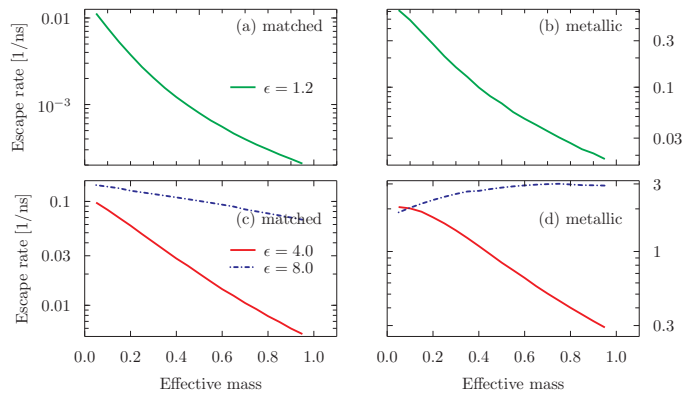 0.01
10⁻³
Escape rate [1/ns]
(a) matched
ϵ = 1.2
(b) metallic
0.3
0.1
0.03
0.1
0.03
0.01
Escape rate [1/ns]
(c) matched
ϵ = 4.0
ϵ = 8.0
(d) metallic
3
1
0.3
0.0 0.2 0.4 0.6 0.8 1.0
0.0 0.2 0.4 0.6 0.8 1.0
Effective mass
Effective mass